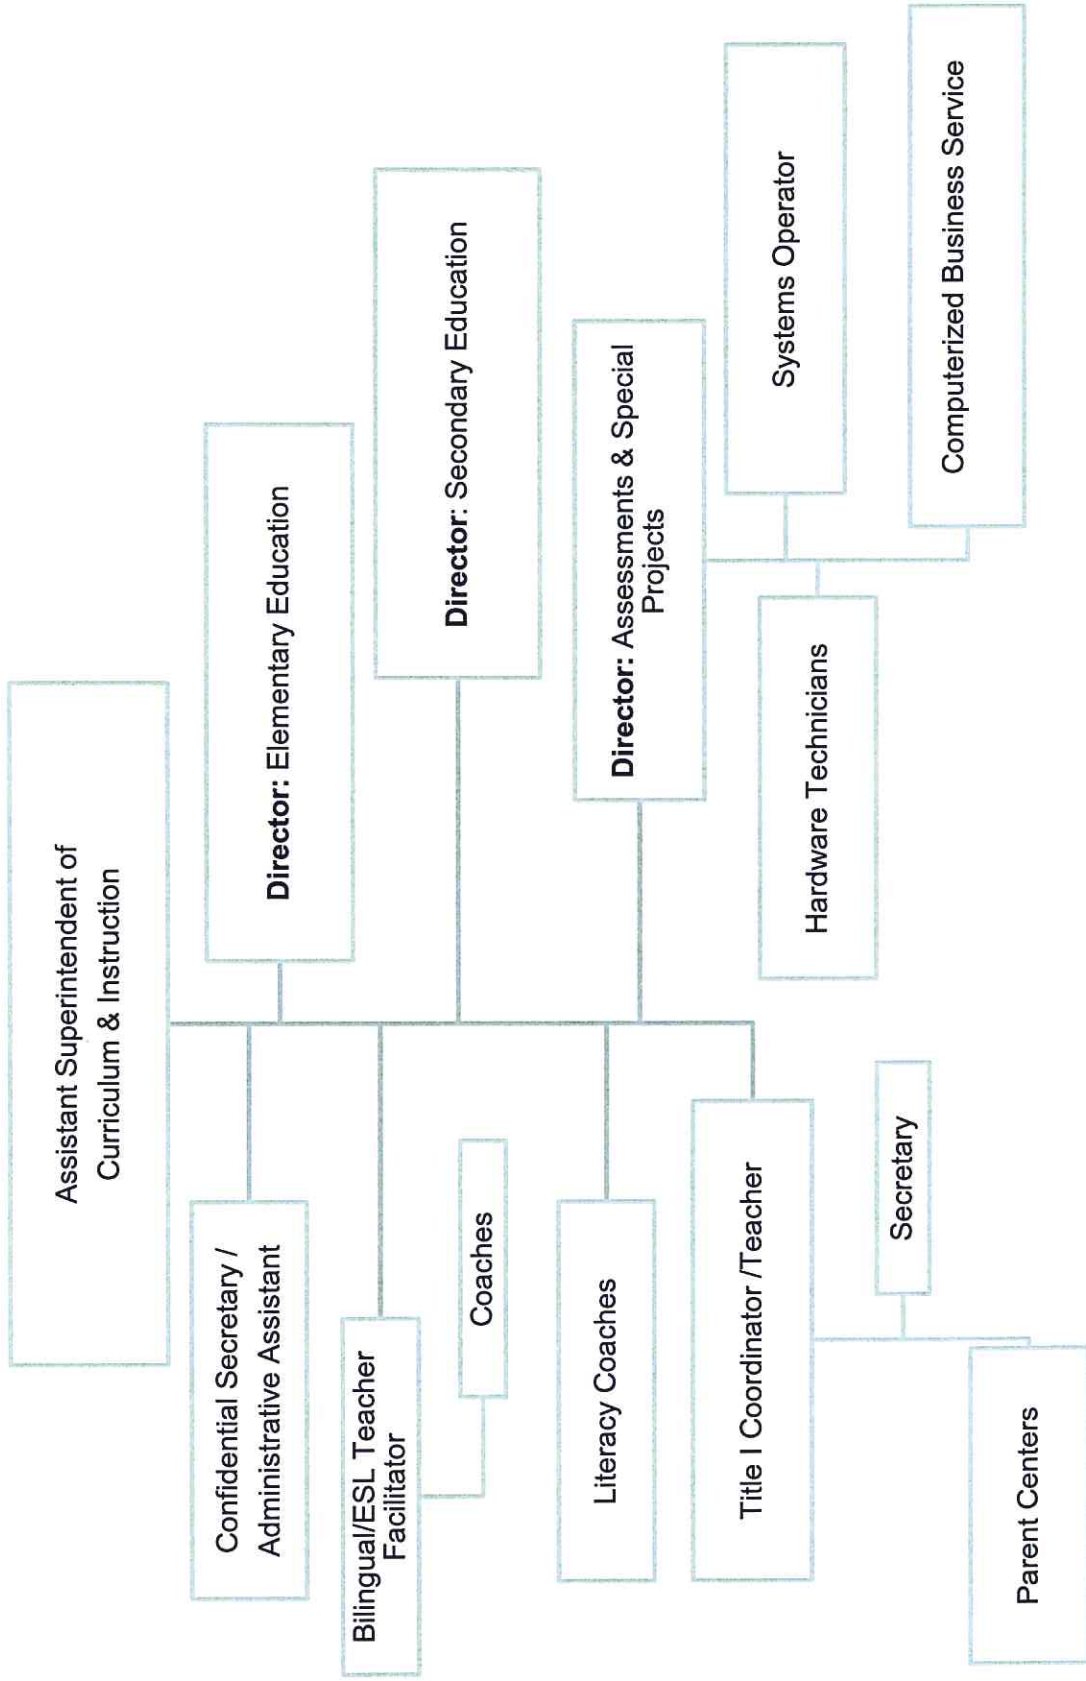 Assistant Superintendent of
Curriculum & Instruction
Confidential Secretary /
Administrative Assistant
Director: Elementary Education
Bilingual/ESL Teacher
Facilitator
Coaches
Director: Secondary Education
Literacy Coaches
Director: Assessments & Special
Projects
Title I Coordinator /Teacher
Secretary
Parent Centers
Hardware Technicians
Systems Operator
Computerized Business Service